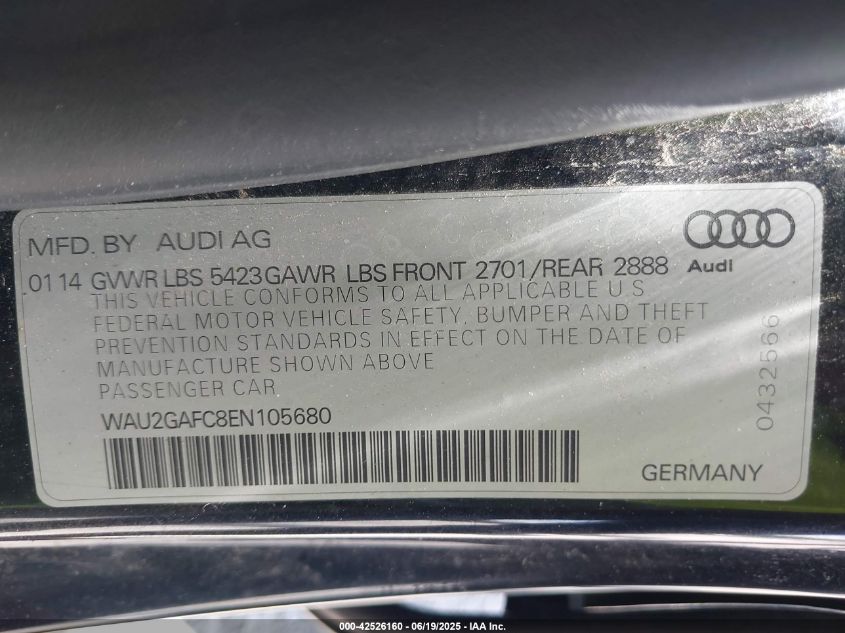 MFD. BY AUDI AG
Audi
01 14 GVWR LBS 5423 GAWR LBS FRONT 2701/REAR 2888
THIS VEHICLE CONFORMS TO ALL APPLICABLE U S
FEDERAL MOTOR VEHICLE SAFETY, BUMPER AND THEFT
PREVENTION STANDARDS IN EFFECT ON THE DATE OF
MANUFACTURE SHOWN ABOVE
PASSENGER CAR
WAU2GAFC8EN105680
0432566
GERMANY
000-42526160 - 06/19/2025 - IAA Inc.